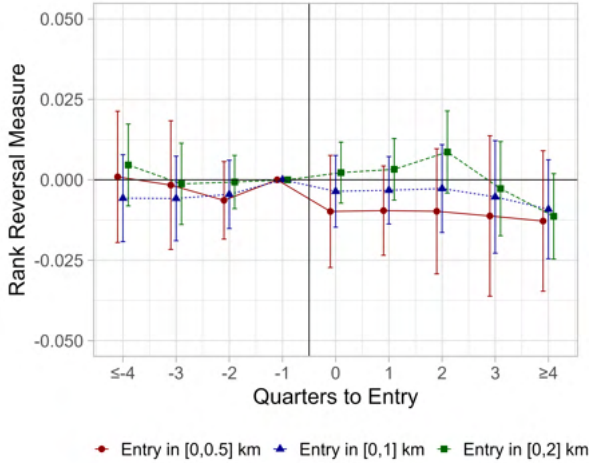 0.050
0.025
0.000
-0.025
-0.050
Rank Reversal Measure
≤-4 -3 -2 -1 0 1 2 3 ≥4
Quarters to Entry
Entry in [0,0.5] km Entry in [0,1] km Entry in [0,2] km